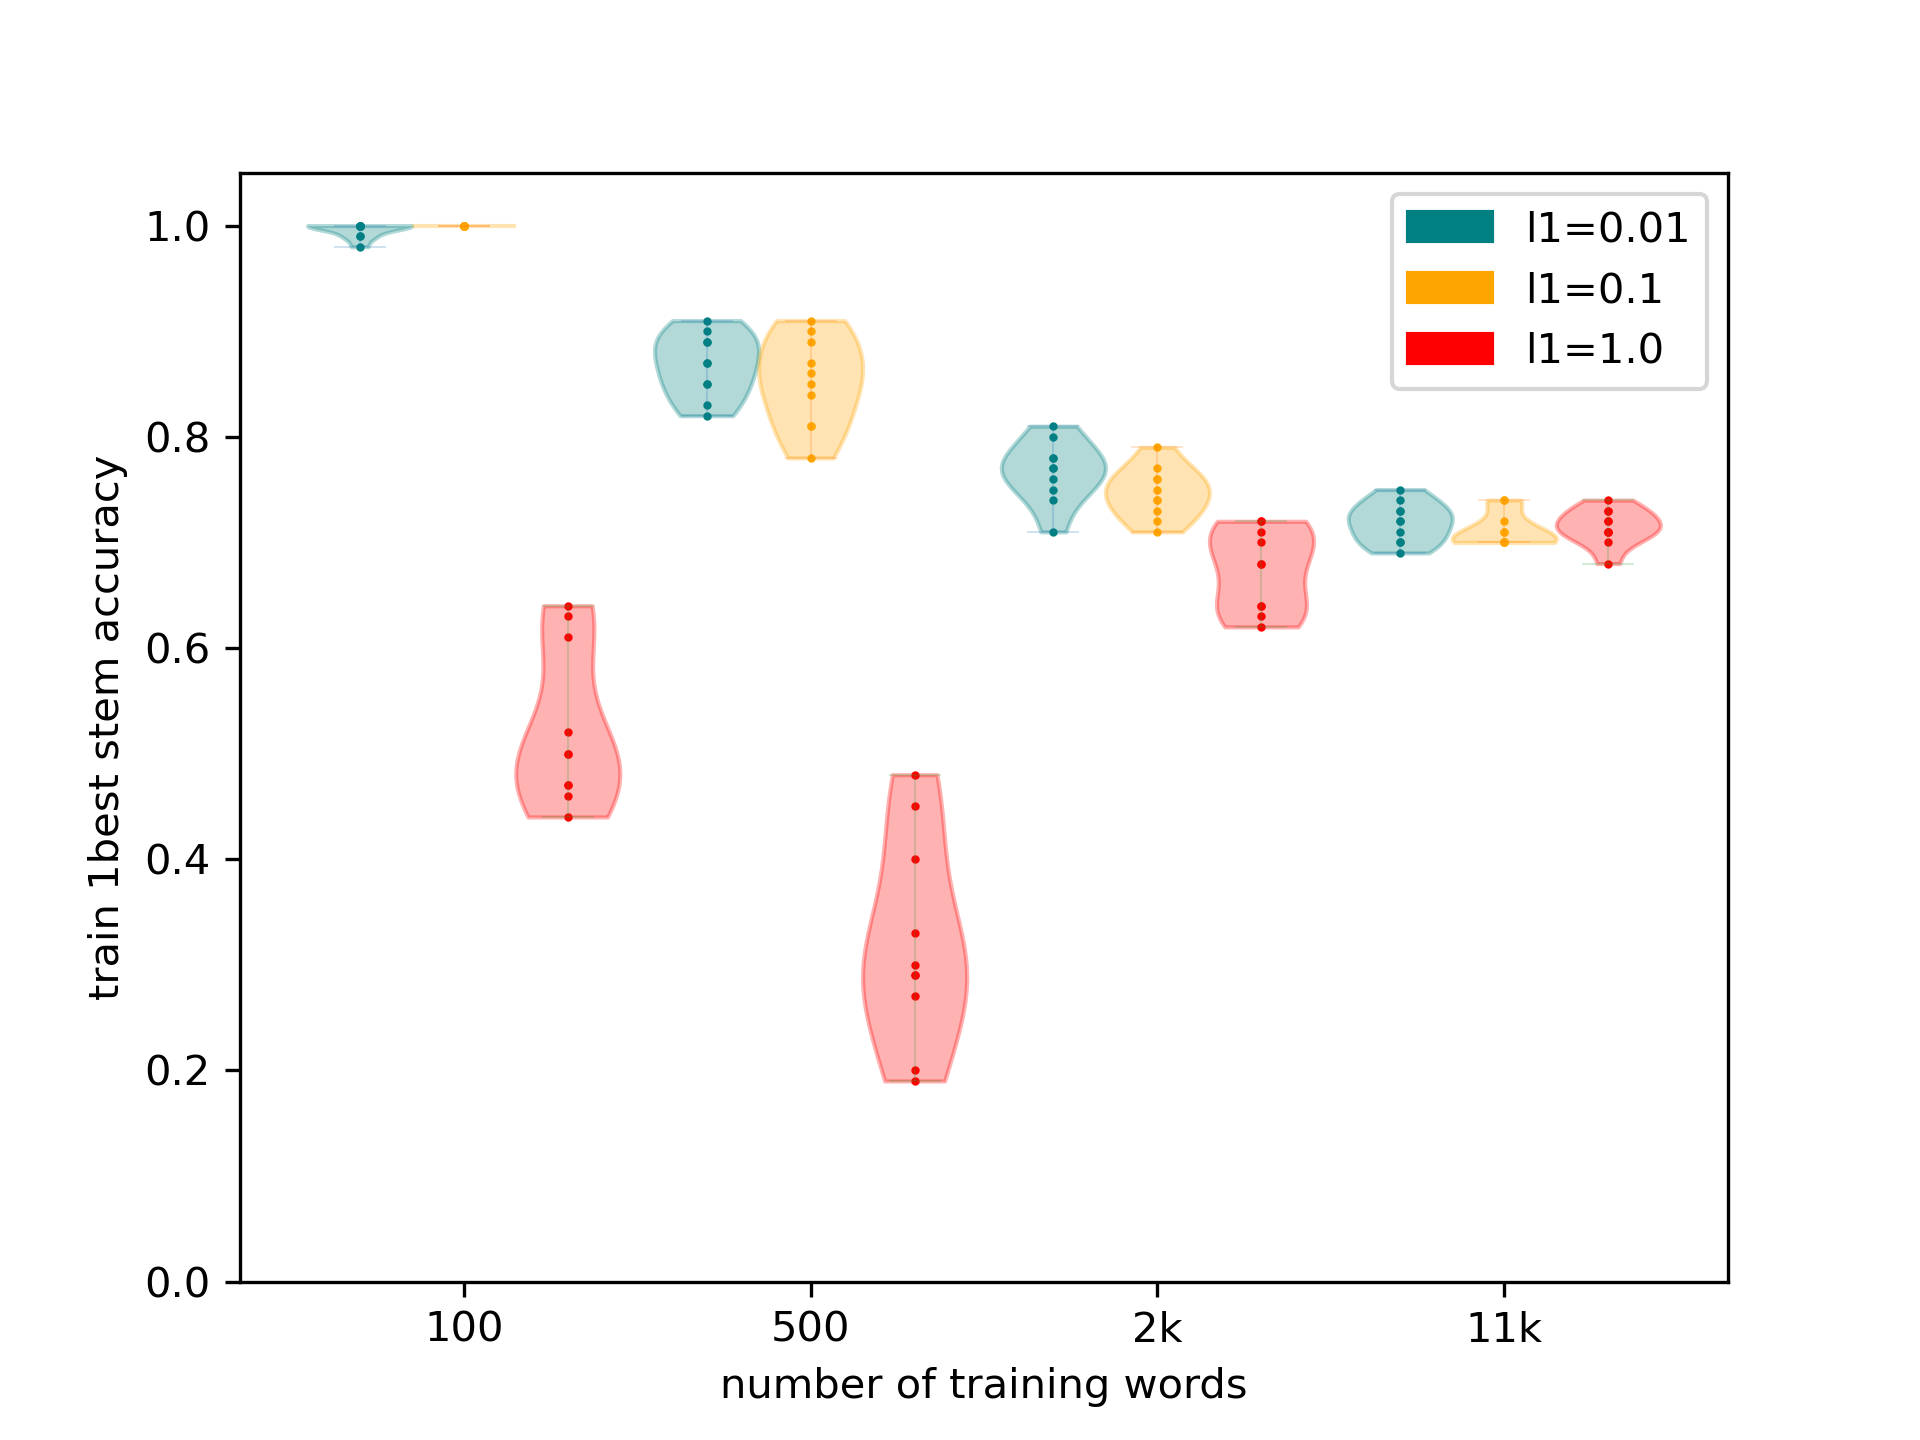 l1=0.01
l1=0.1
l1=1.0
1.0
0.8
0.6
0.4
0.2
0.0
train 1best stem accuracy
100 500 2k 11k
number of training words